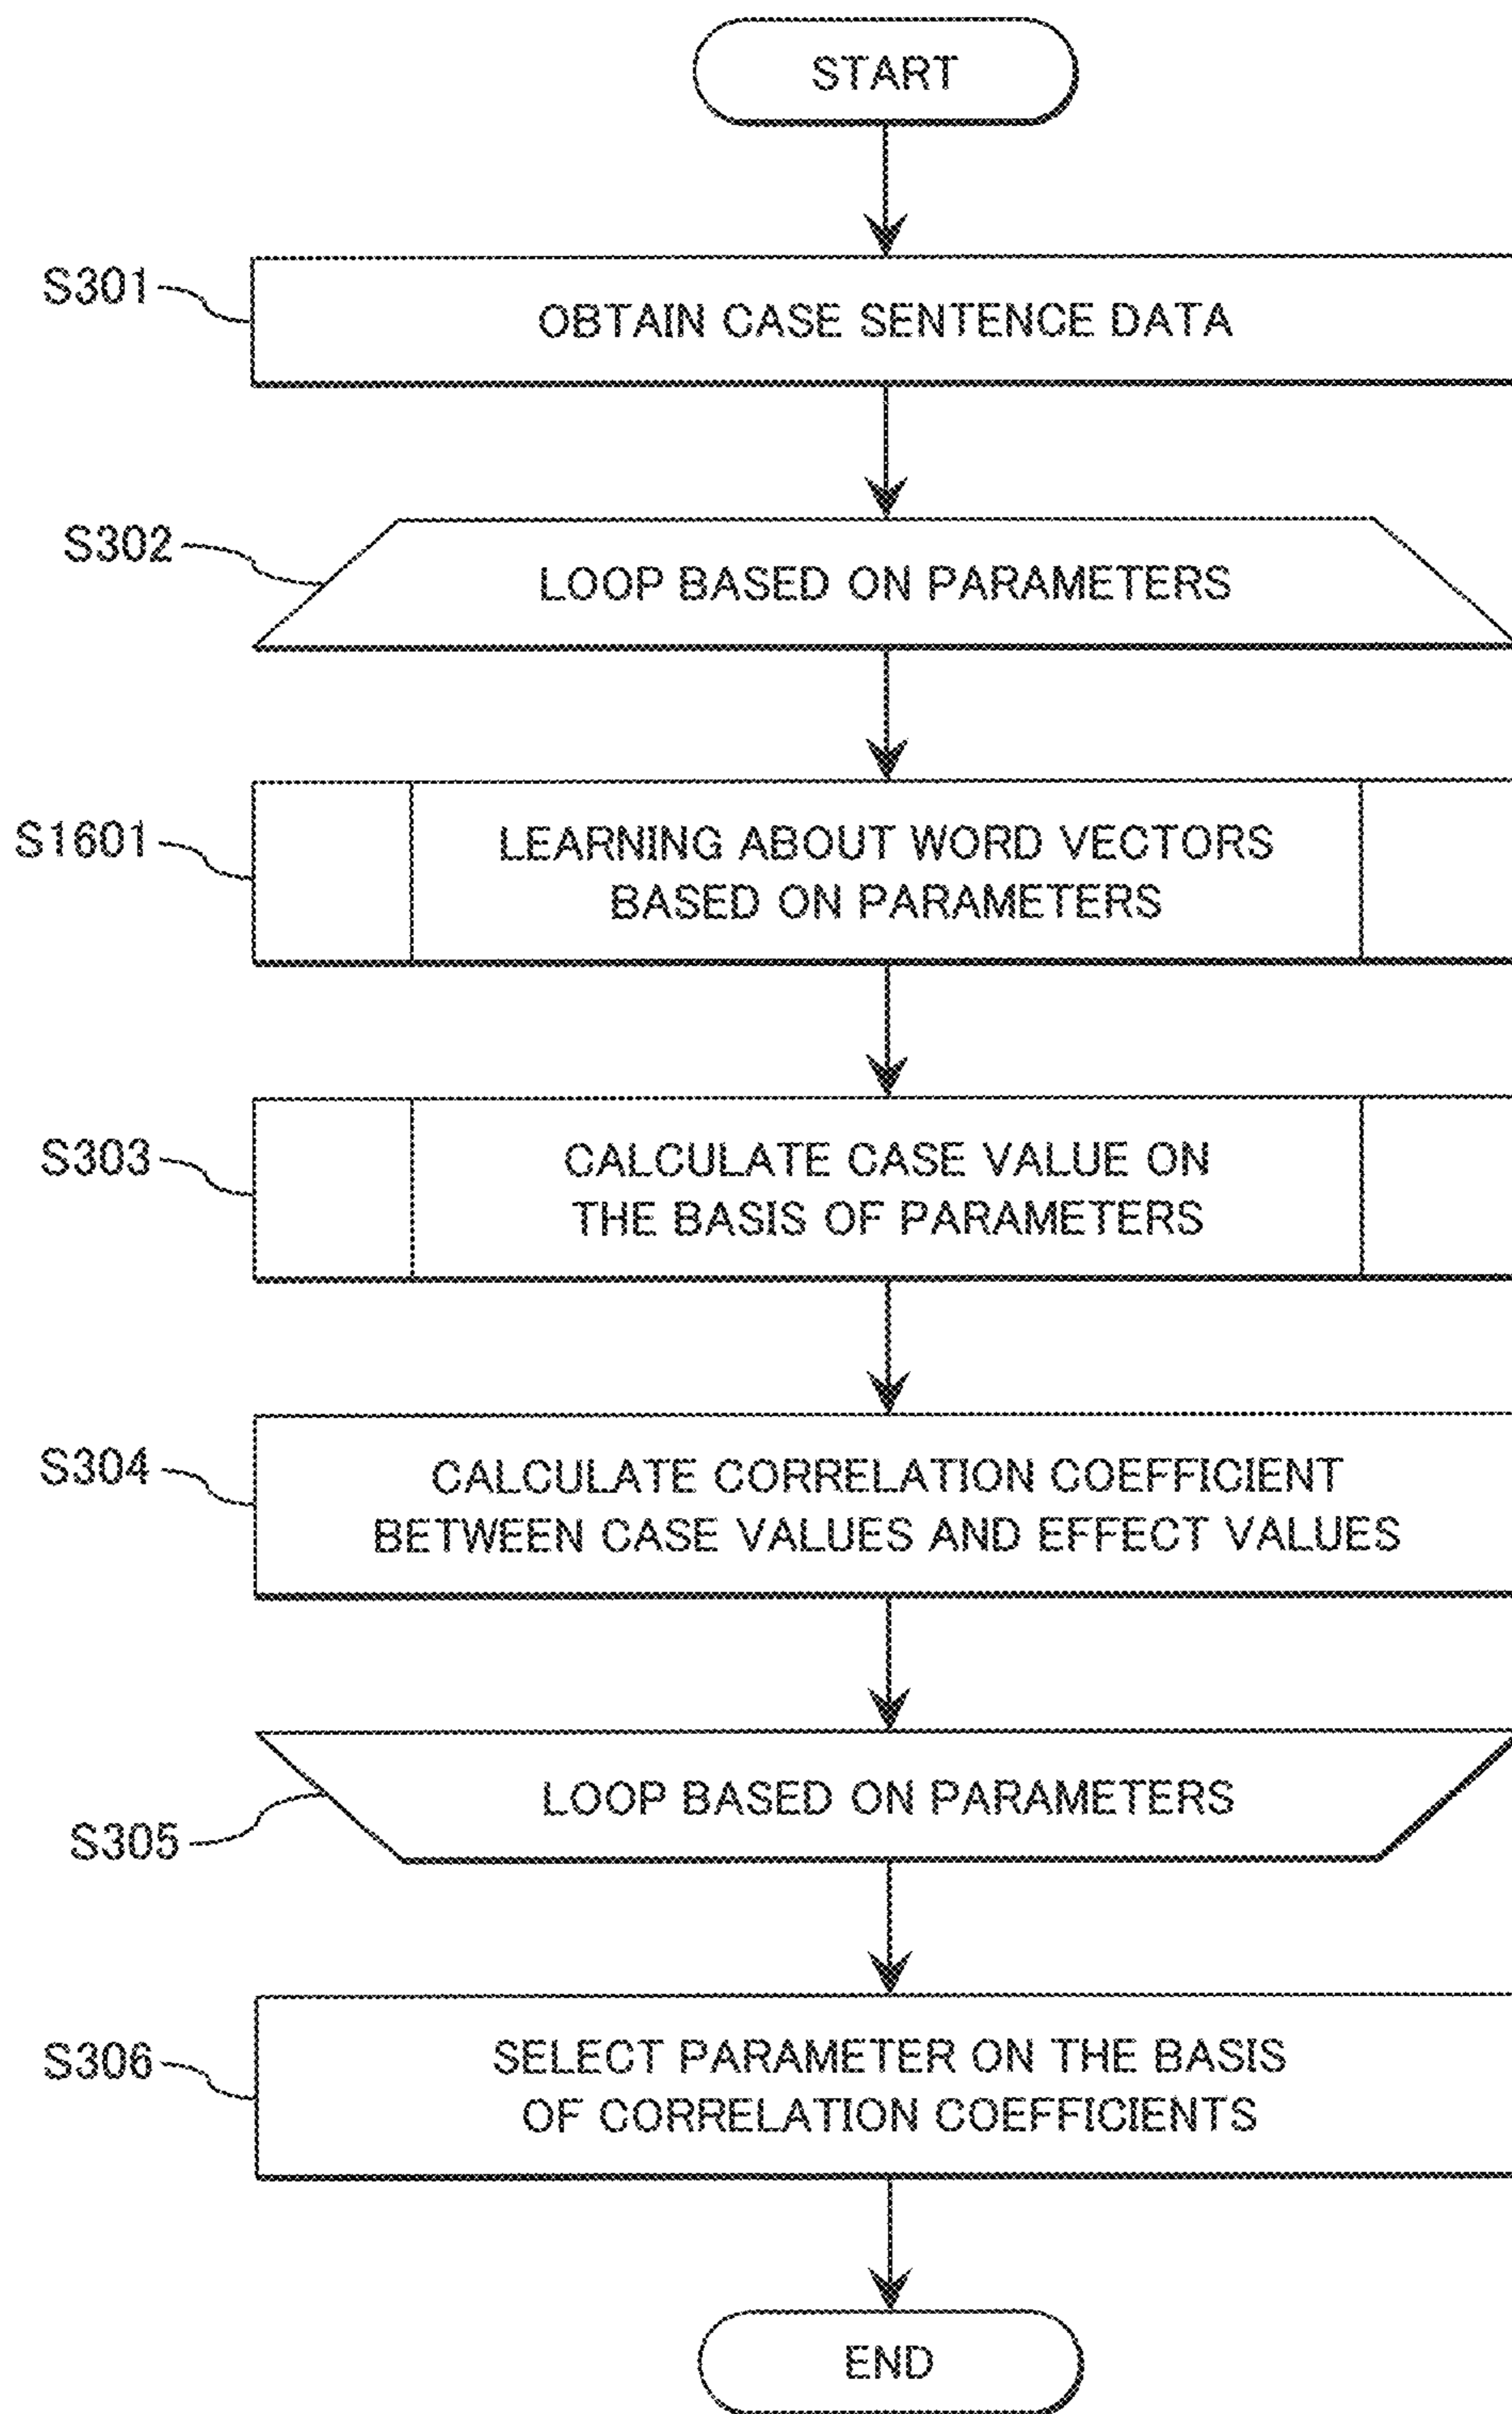 START
S301
OBTAIN CASE SENTENCE DATA
S302
LOOP BASED ON PARAMETERS
S1601
LEARNING ABOUT WORD VECTORS
BASED ON PARAMETERS
S303
CALCULATE CASE VALUE ON
THE BASIS OF PARAMETERS
S304
CALCULATE CORRELATION COEFFICIENT
BETWEEN CASE VALUES AND EFFECT VALUES
LOOP BASED ON PARAMETERS
S305
S306
SELECT PARAMETER ON THE BASIS
OF CORRELATION COEFFICIENTS
END